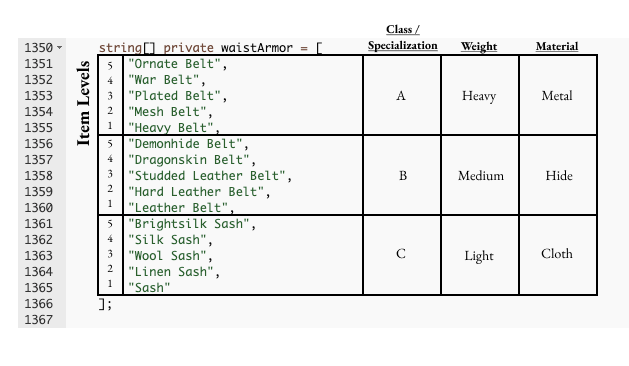 Class /
Specialization Weight Material
1350 string[] private waistArmor = [
Item Levels
1351 5 "Ornate Belt",
1352 4 "War Belt",
1353 3 "Plated Belt", A Heavy Metal
1354 2 "Mesh Belt",
1355 1 "Heavy Belt",
1356 5 "Demonhide Belt",
1357 4 "Dragonskin Belt",
1358 3 "Studded Leather Belt", B Medium Hide
1359 2 "Hard Leather Belt",
1360 1 "Leather Belt",
1361 5 "Brightsilk Sash",
1362 4 "Silk Sash",
1363 3 "Wool Sash", C Light Cloth
1364 2 "Linen Sash",
1365 1 "Sash"
1366 ];
1367